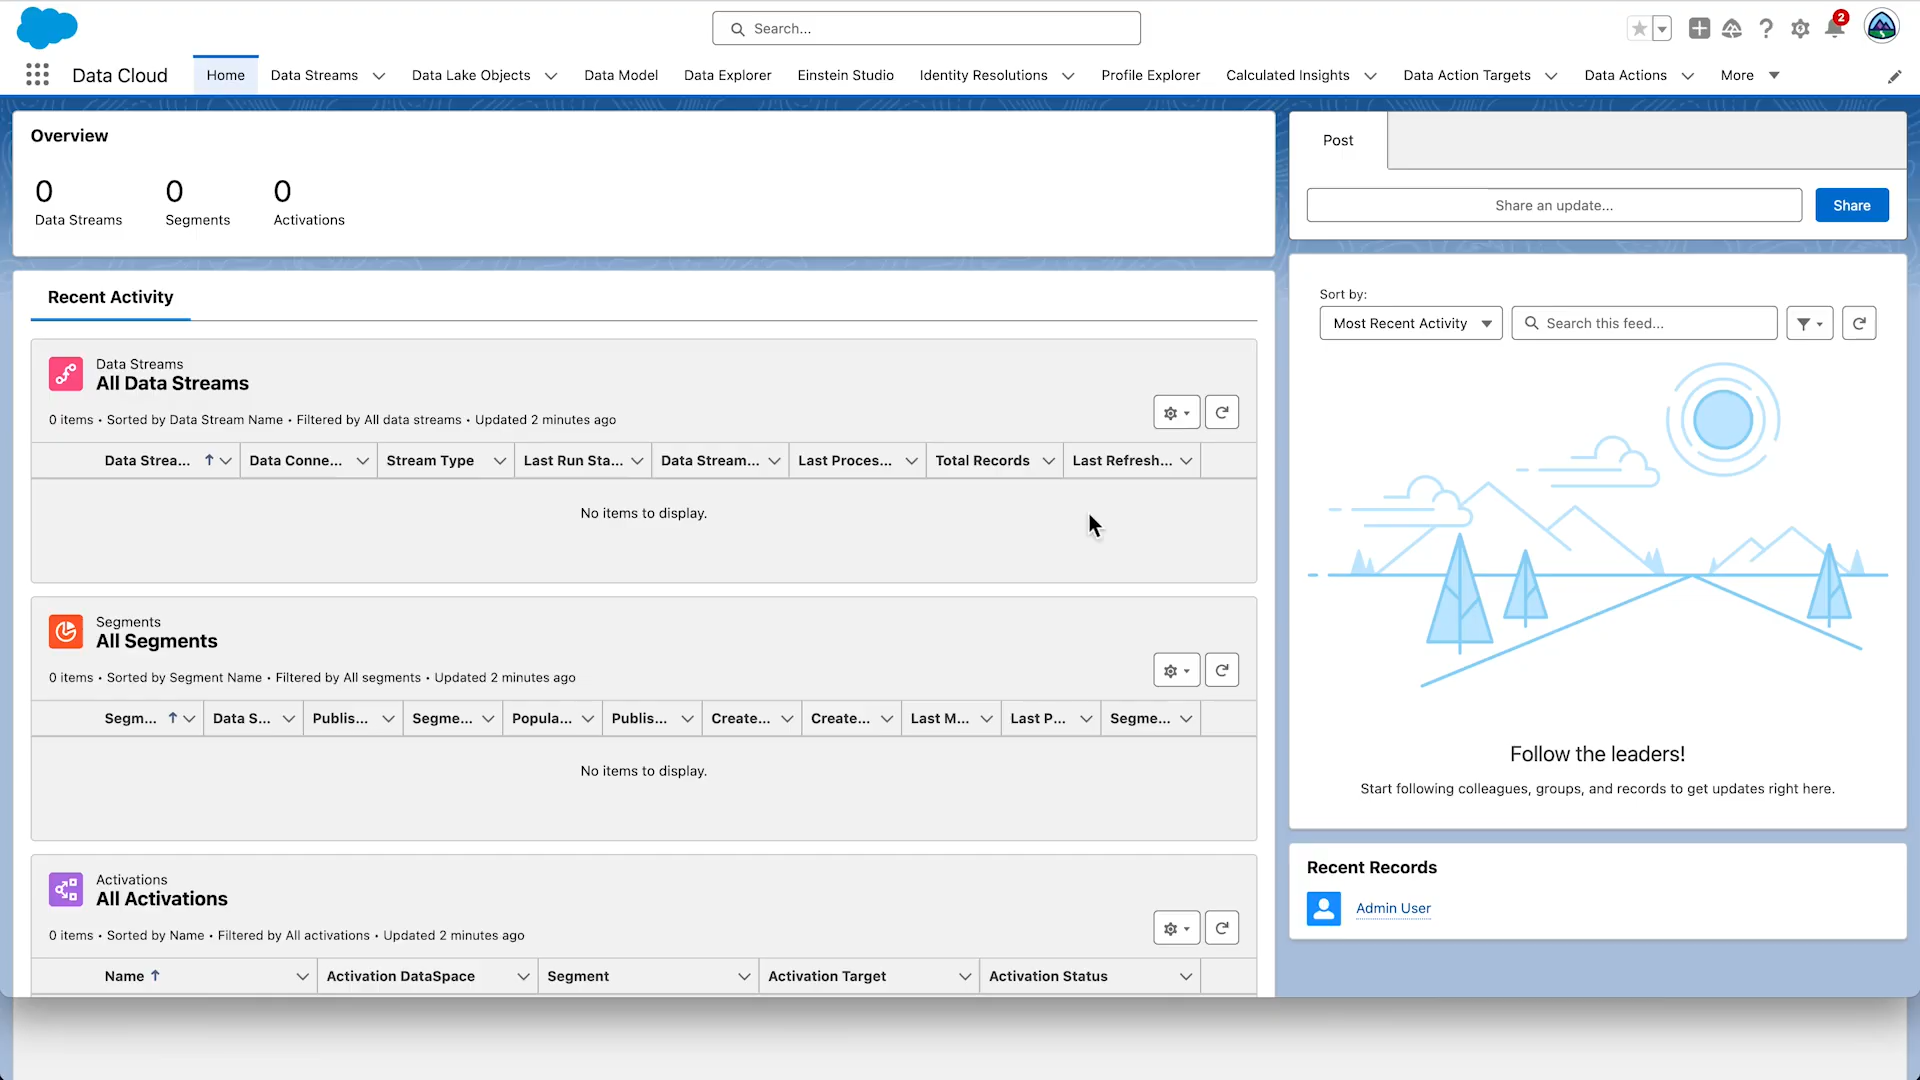 Search...
2
Data Cloud
Home
Data Streams
Data Lake Objects
Data Model
Data Explorer
Einstein Studio
Identity Resolutions
Profile Explorer
Calculated Insights
Data Action Targets
Data Actions
More
Overview
0 0 0
Data Streams Segments Activations
Post
Share an update...
Share
Recent Activity
Data Streams
All Data Streams
0 items • Sorted by Data Stream Name • Filtered by All data streams • Updated 2 minutes ago
Data Strea... Data Conne... Stream Type Last Run Sta... Data Stream... Last Proces... Total Records Last Refresh...
No items to display.
Segments
All Segments
0 items • Sorted by Segment Name • Filtered by All segments • Updated 2 minutes ago
Segm... Data S... Publis... Segme... Popula... Publis... Create... Create... Last M... Last P... Segme...
No items to display.
Activations
All Activations
0 items • Sorted by Name • Filtered by All activations • Updated 2 minutes ago
Name Activation DataSpace Segment Activation Target Activation Status
Sort by:
Most Recent Activity
Search this feed...
Follow the leaders!
Start following colleagues, groups, and records to get updates right here.
Recent Records
Admin User